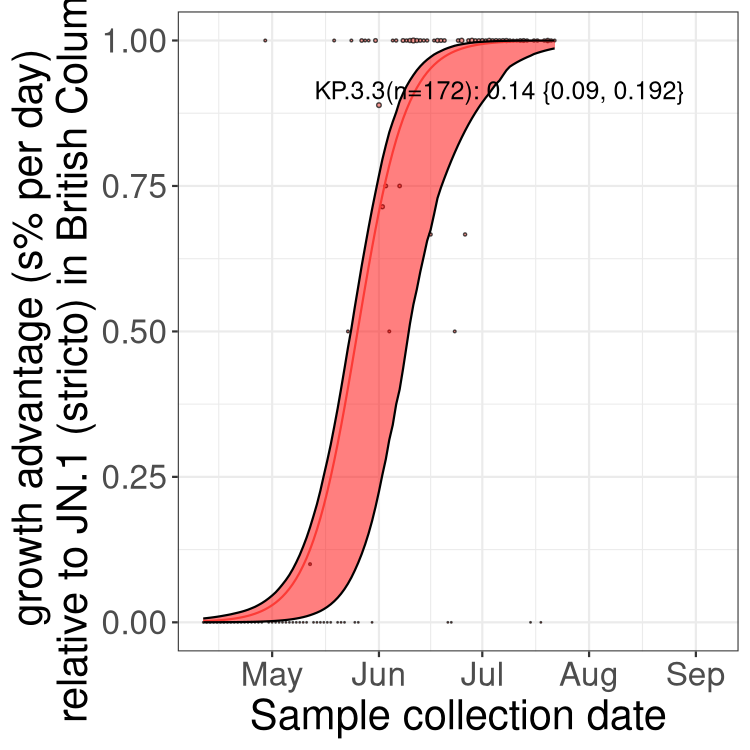 growth advantage (s% per day)
relative to JN.1 (stricto) in British Colum
1.00
0.75
0.50
0.25
0.00
KP.3.3(n=172): 0.14 {0.09, 0.192}
May Jun Jul Aug Sep
Sample collection date